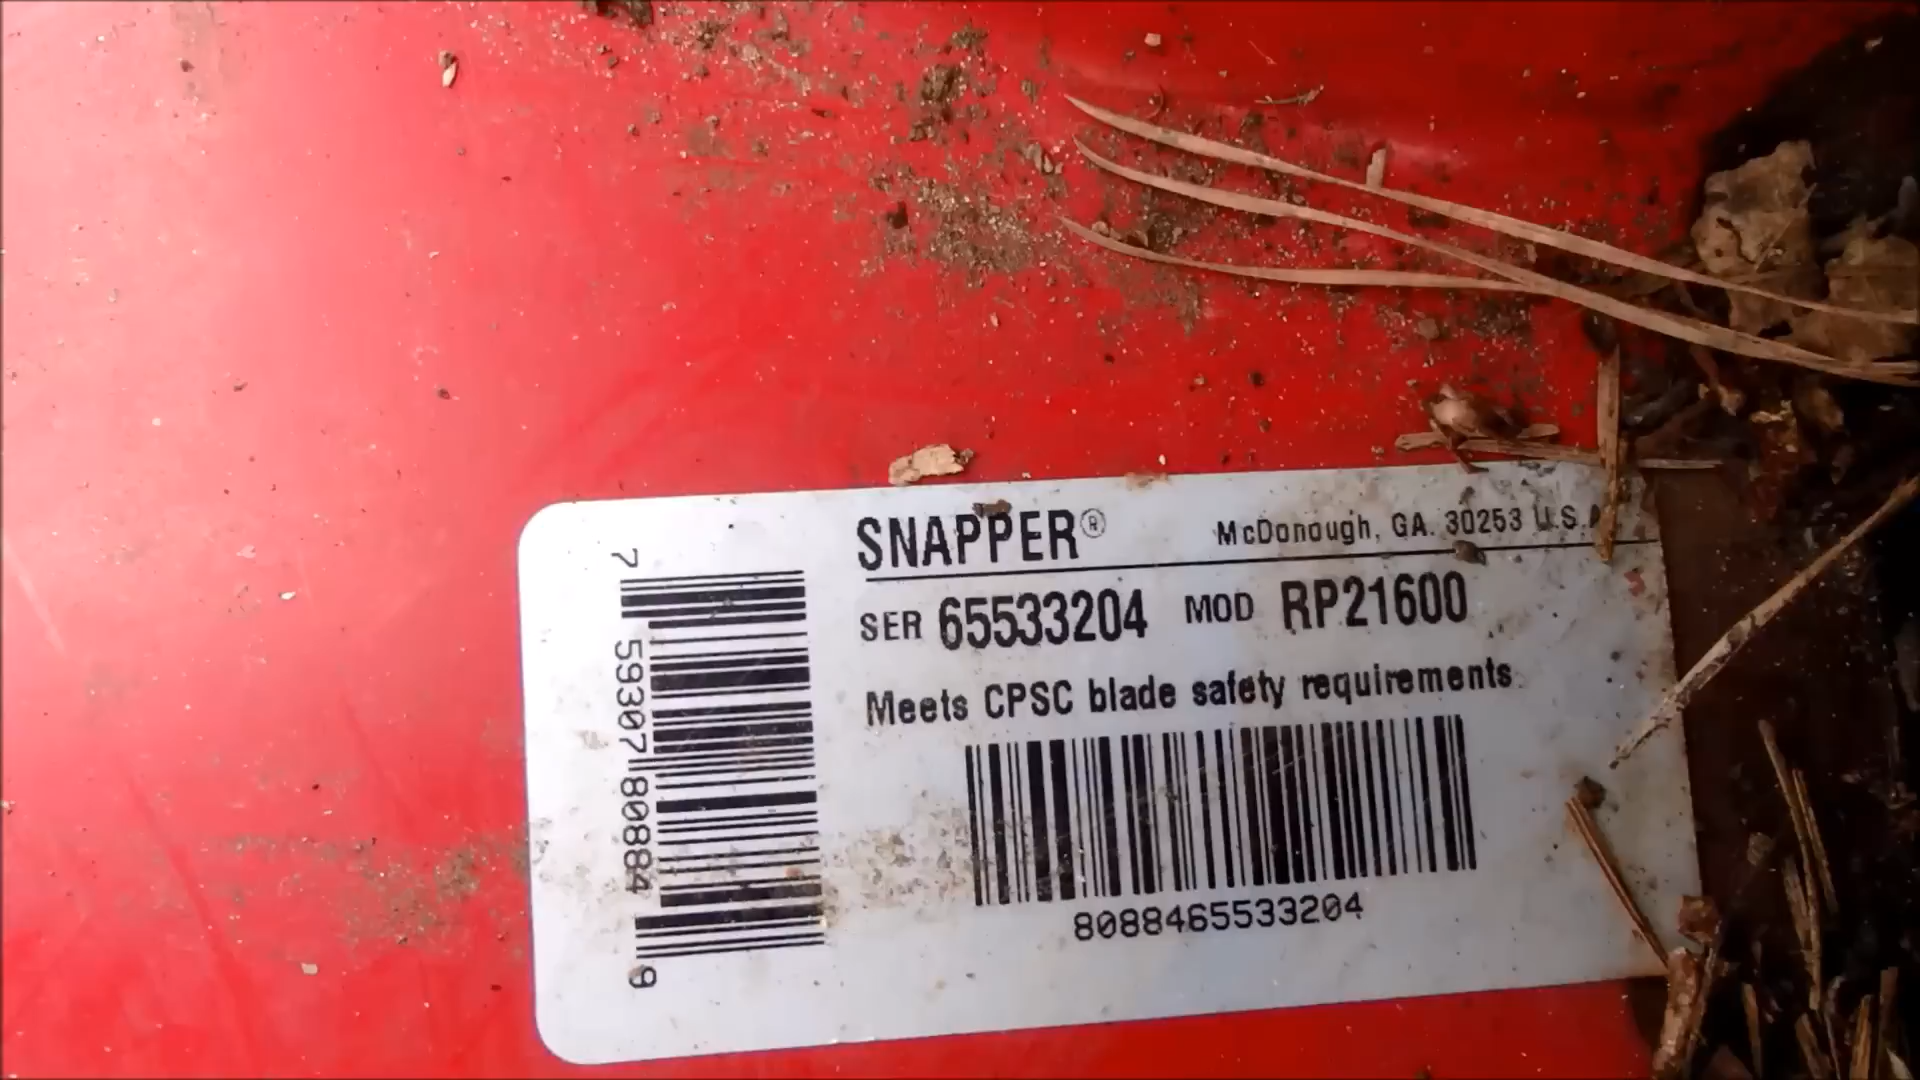 SNAPPER® McDonough, GA. 30253 U.S.A
SER 65533204 MOD RP21600
Meets CPSC blade safety requirements
8088465533204
7 59307 80884 9